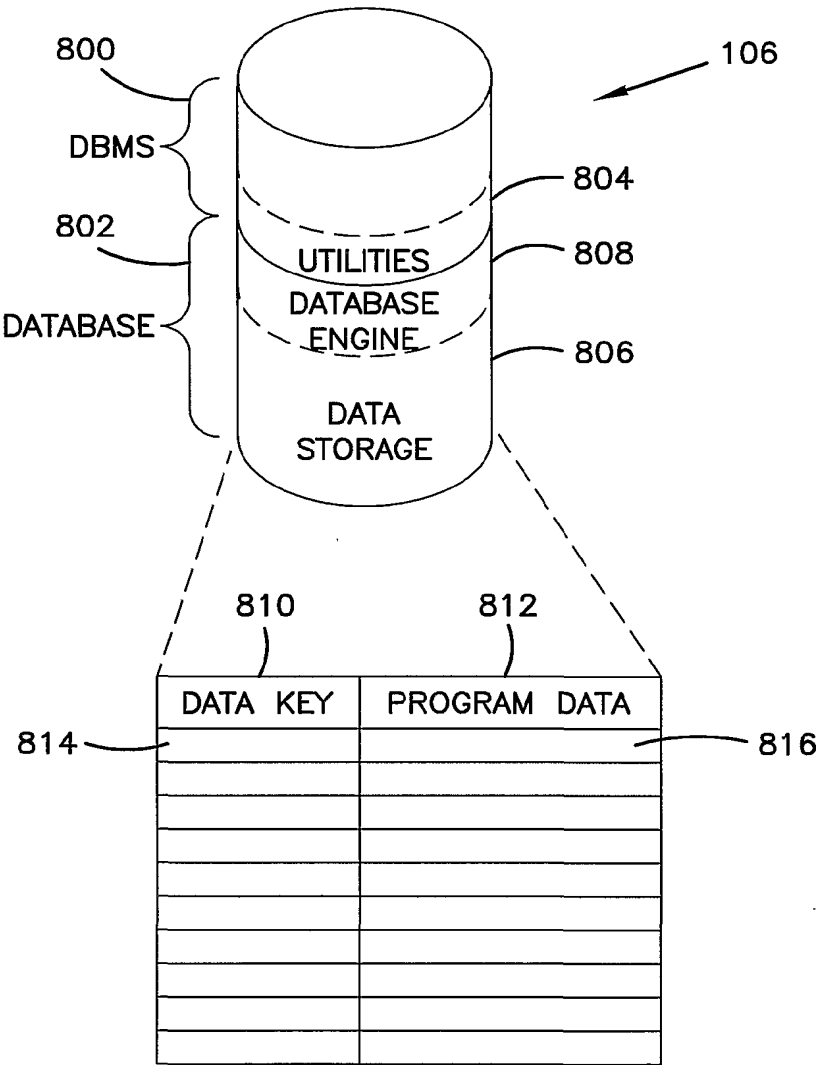 800
106
DBMS
804
802
UTILITIES
808
DATABASE
DATABASE
ENGINE
806
DATA
STORAGE
810
812
DATA KEY
PROGRAM DATA
814
816